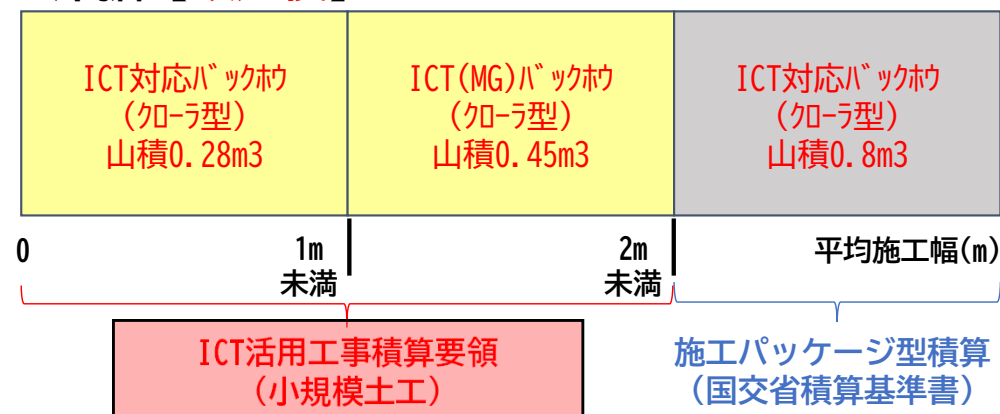 ICT対応ﾊﾞｯｸﾎｳ
(ｸﾛｰﾗ型)
山積0.28m3
ICT(MG)ﾊﾞｯｸﾎｳ
(ｸﾛｰﾗ型)
山積0.45m3
ICT対応ﾊﾞｯｸﾎｳ
(ｸﾛｰﾗ型)
山積0.8m3
0
1m
未満
2m
未満
平均施工幅(m)
ICT活用工事積算要領
(小規模土工)
施工パッケージ型積算
(国交省積算基準書)